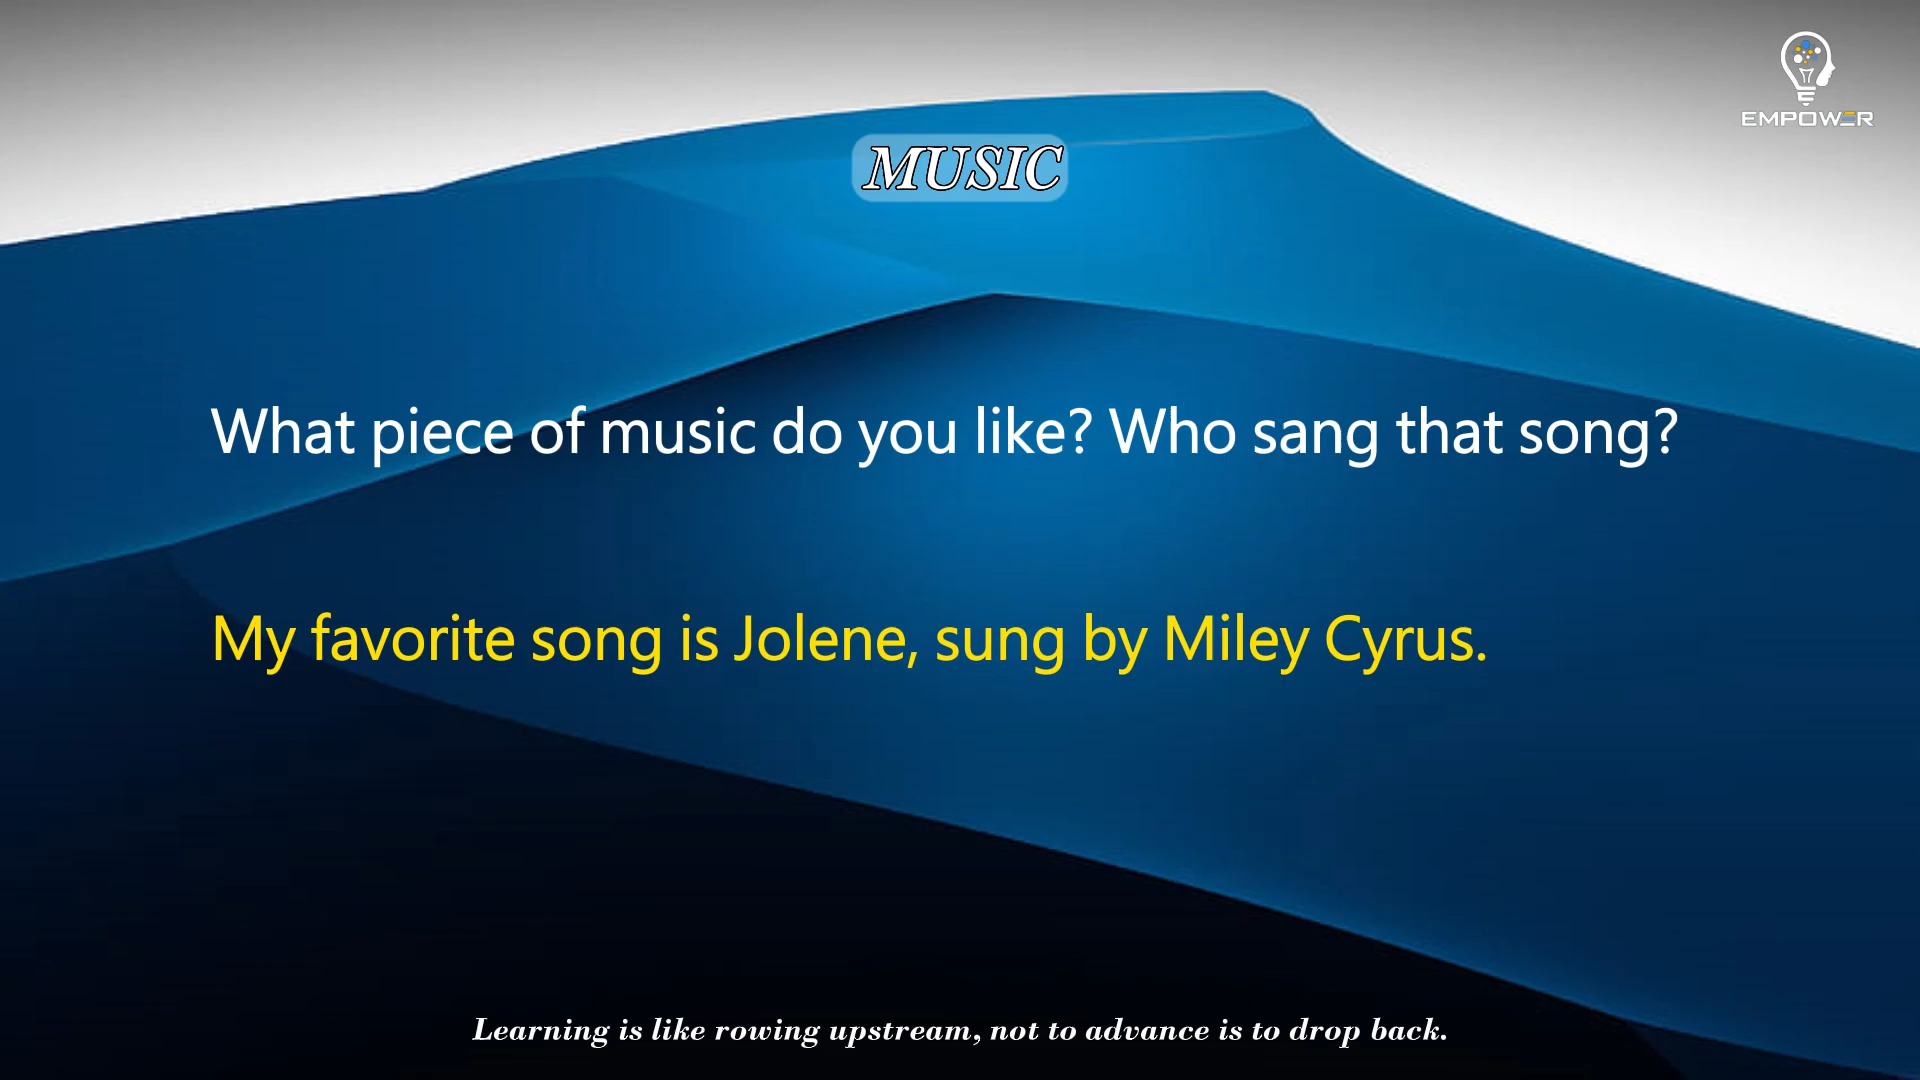 EMPOWER
MUSIC
What piece of music do you like? Who sang that song?
My favorite song is Jolene, sung by Miley Cyrus.
Learning is like rowing upstream, not to advance is to drop back.